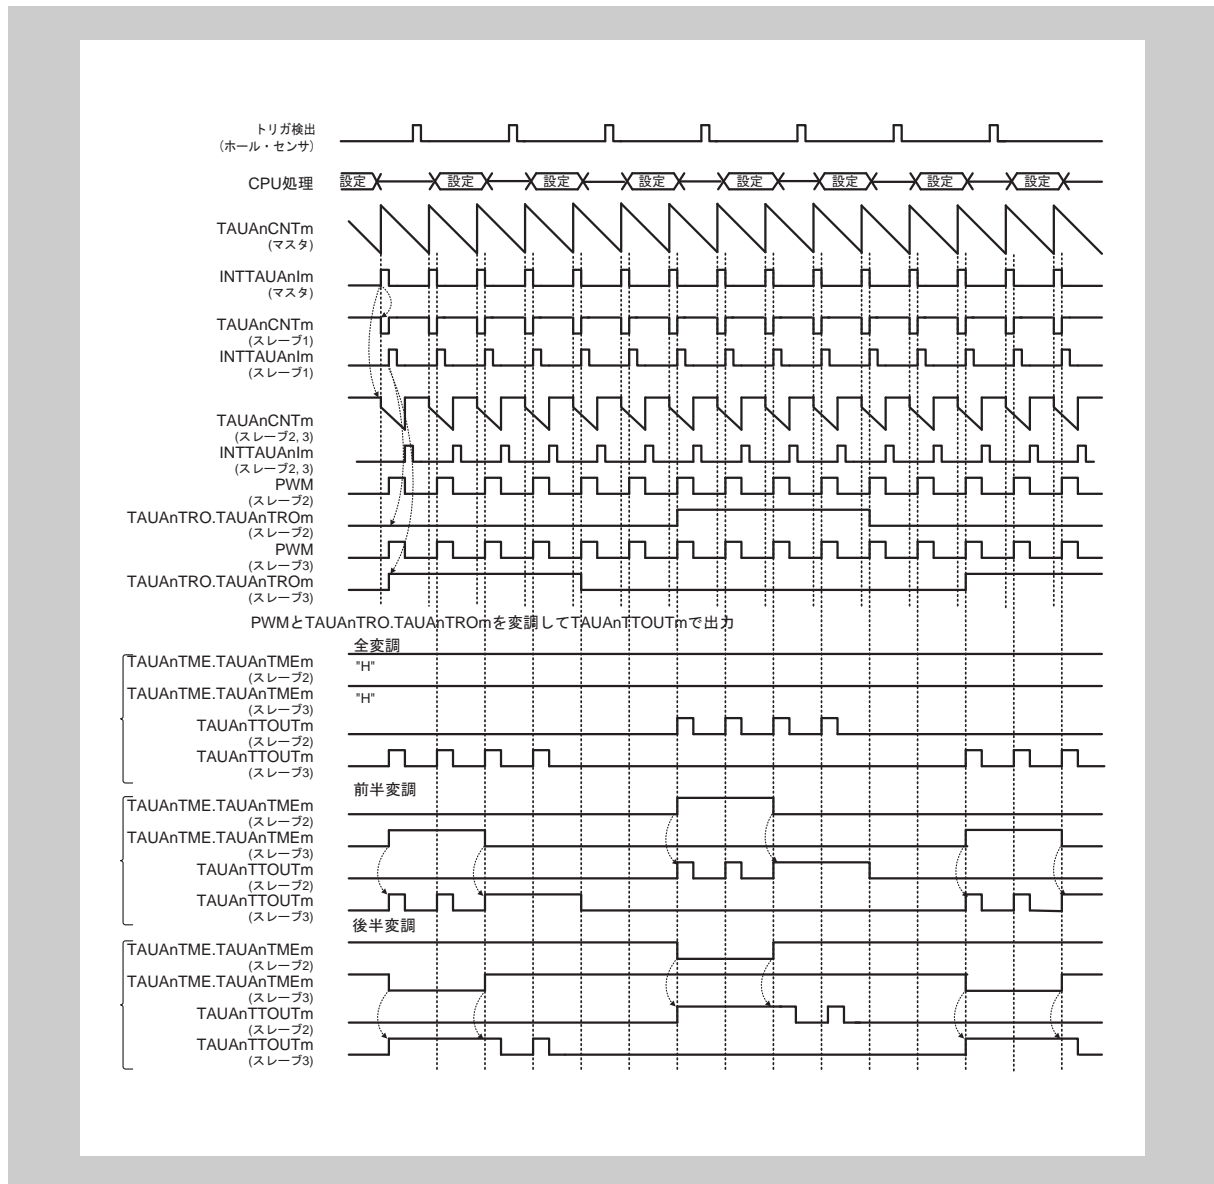 トリガ検出
(ホール・センサ)
CPU処理
設定 設定 設定 設定 設定 設定 設定 設定
TAUAnCNTm
(マスタ)
INTTAUAnIm
(マスタ)
TAUAnCNTm
(スレーブ1)
INTTAUAnIm
(スレーブ1)
TAUAnCNTm
(スレーブ2, 3)
INTTAUAnIm
(スレーブ2, 3)
PWM
(スレーブ2)
TAUAnTRO.TAUAnTROm
(スレーブ2)
PWM
(スレーブ3)
TAUAnTRO.TAUAnTROm
(スレーブ3)
PWMとTAUAnTRO.TAUAnTROmを変調してTAUAnTTOUTmで出力
全変調
TAUAnTME.TAUAnTMEm
(スレーブ2)
"H"
TAUAnTME.TAUAnTMEm
(スレーブ3)
"H"
TAUAnTTOUTm
(スレーブ2)
TAUAnTTOUTm
(スレーブ3)
前半変調
TAUAnTME.TAUAnTMEm
(スレーブ2)
TAUAnTME.TAUAnTMEm
(スレーブ3)
TAUAnTTOUTm
(スレーブ2)
TAUAnTTOUTm
(スレーブ3)
後半変調
TAUAnTME.TAUAnTMEm
(スレーブ2)
TAUAnTME.TAUAnTMEm
(スレーブ3)
TAUAnTTOUTm
(スレーブ2)
TAUAnTTOUTm
(スレーブ3)